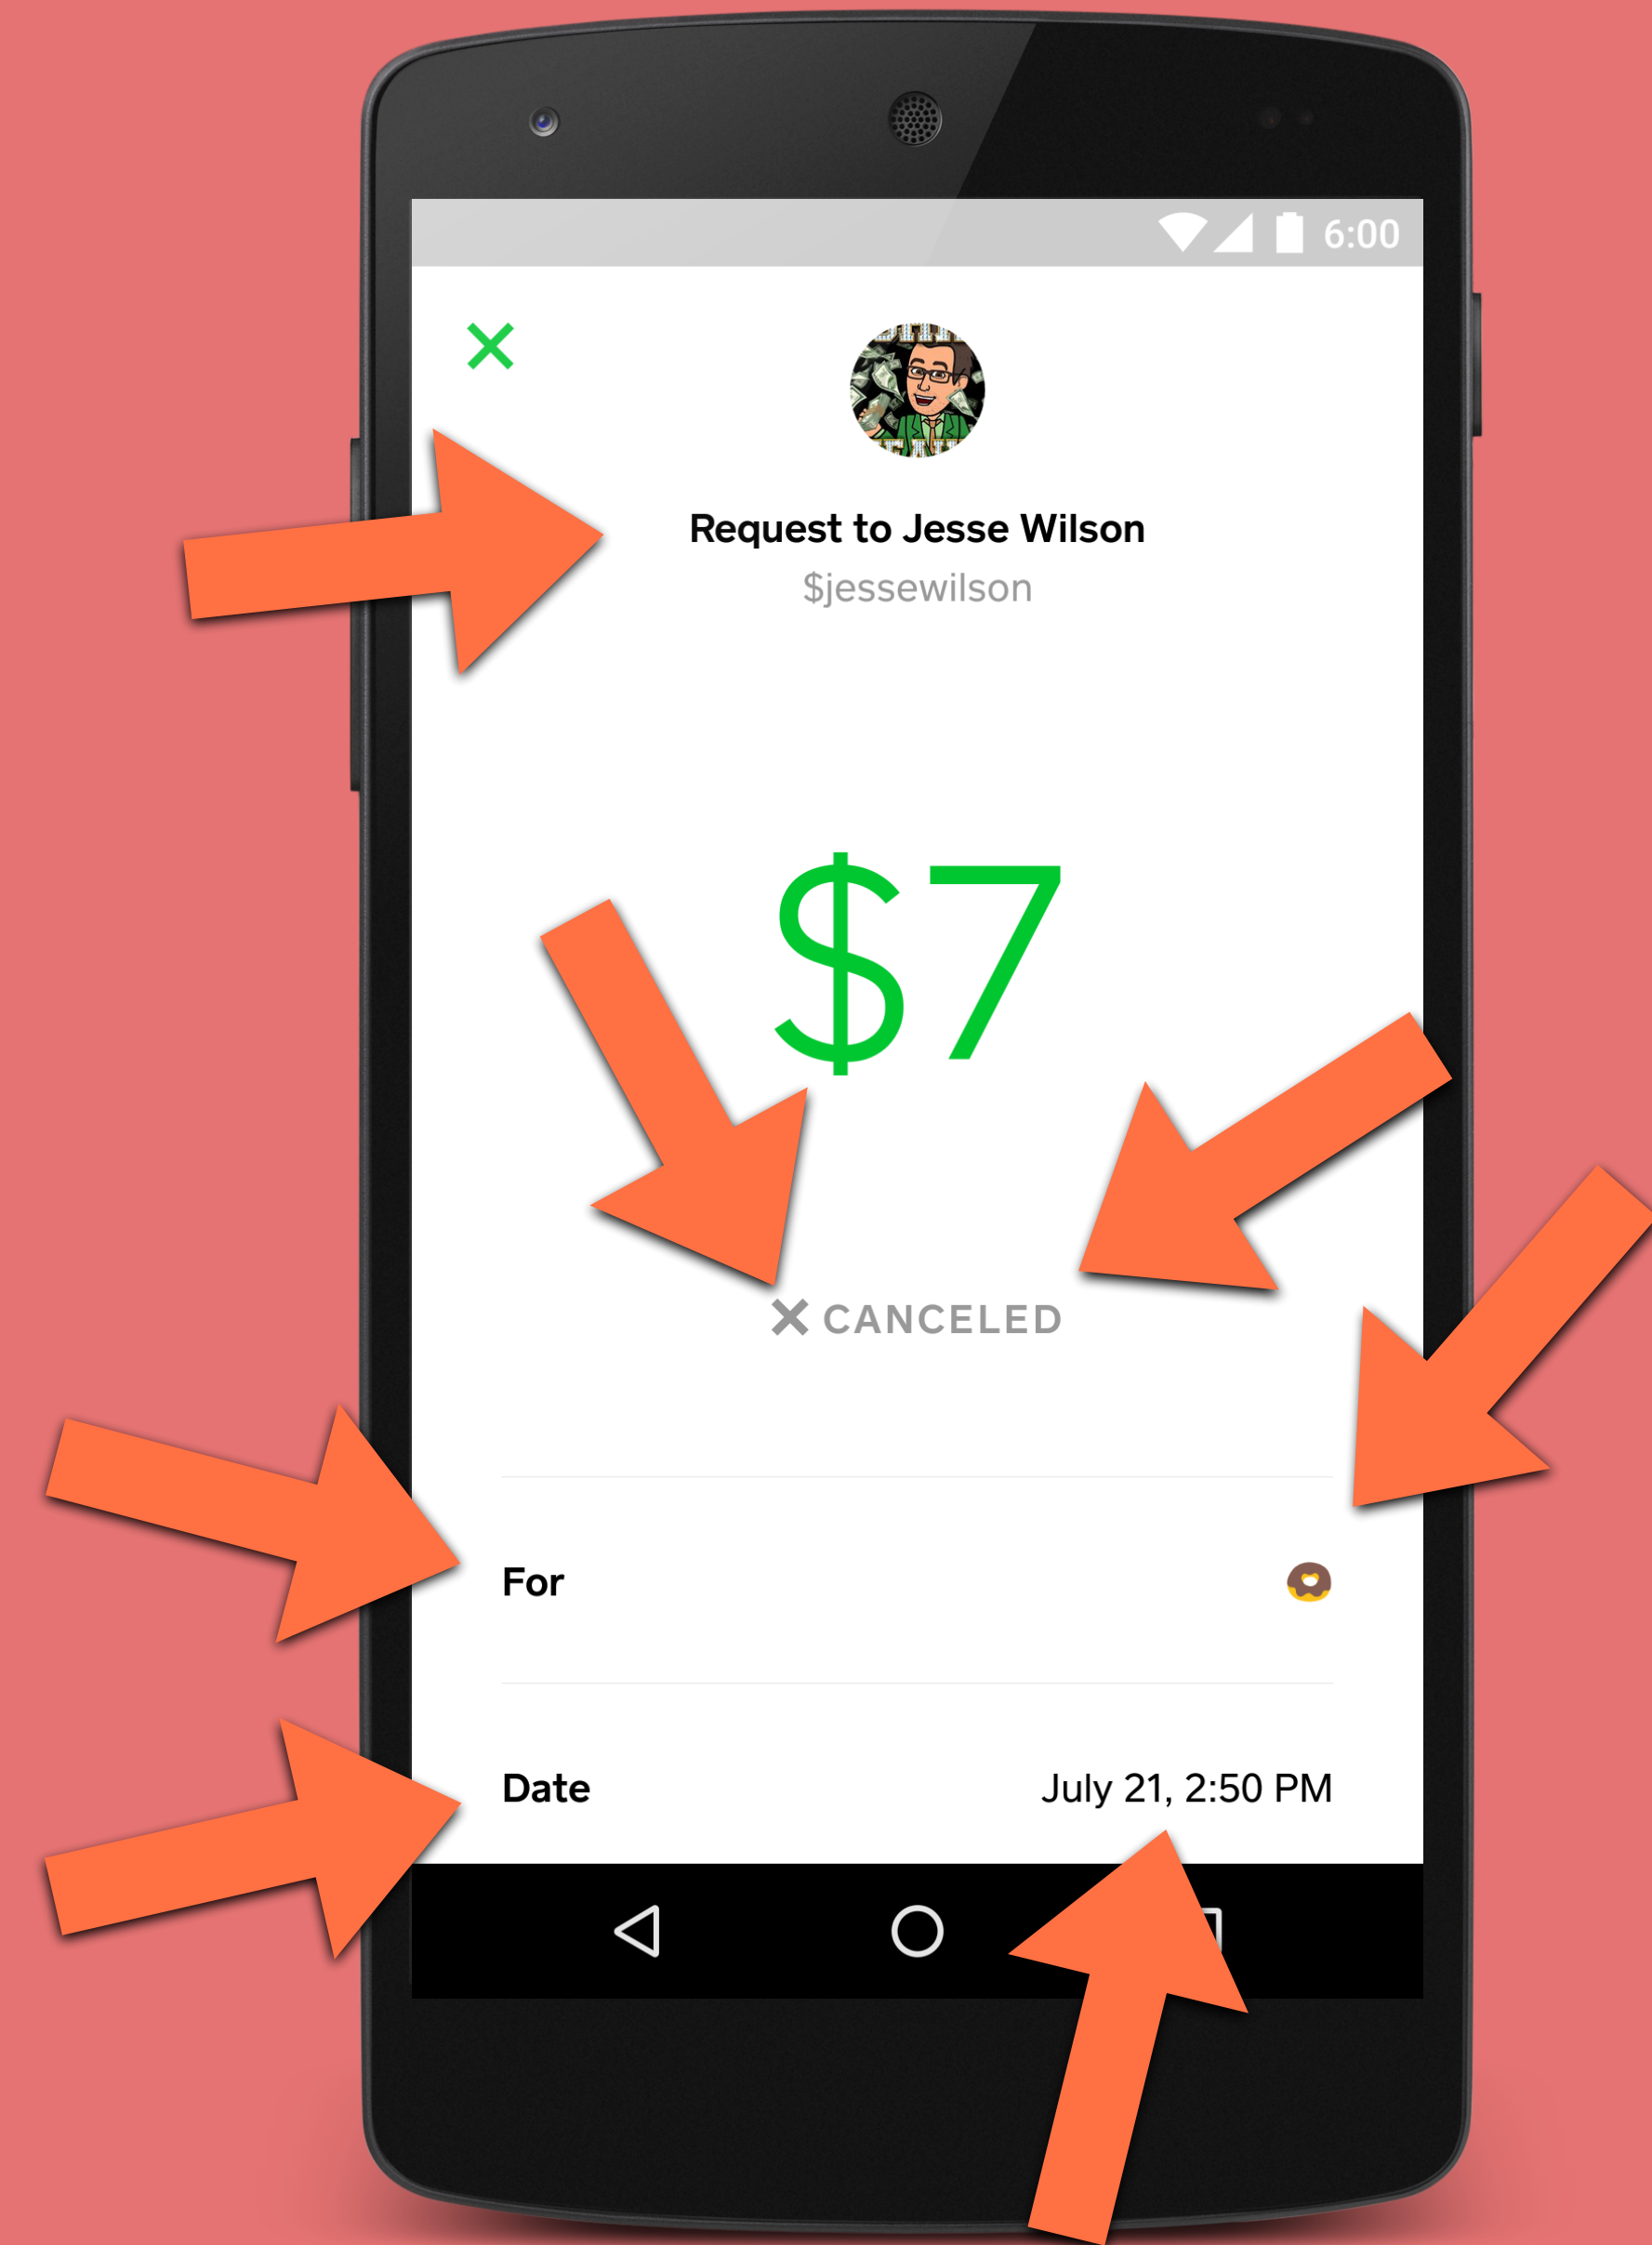 6:00
Request to Jesse Wilson
$jessewilson
$7
CANCELED
For
Date July 21, 2:50 PM